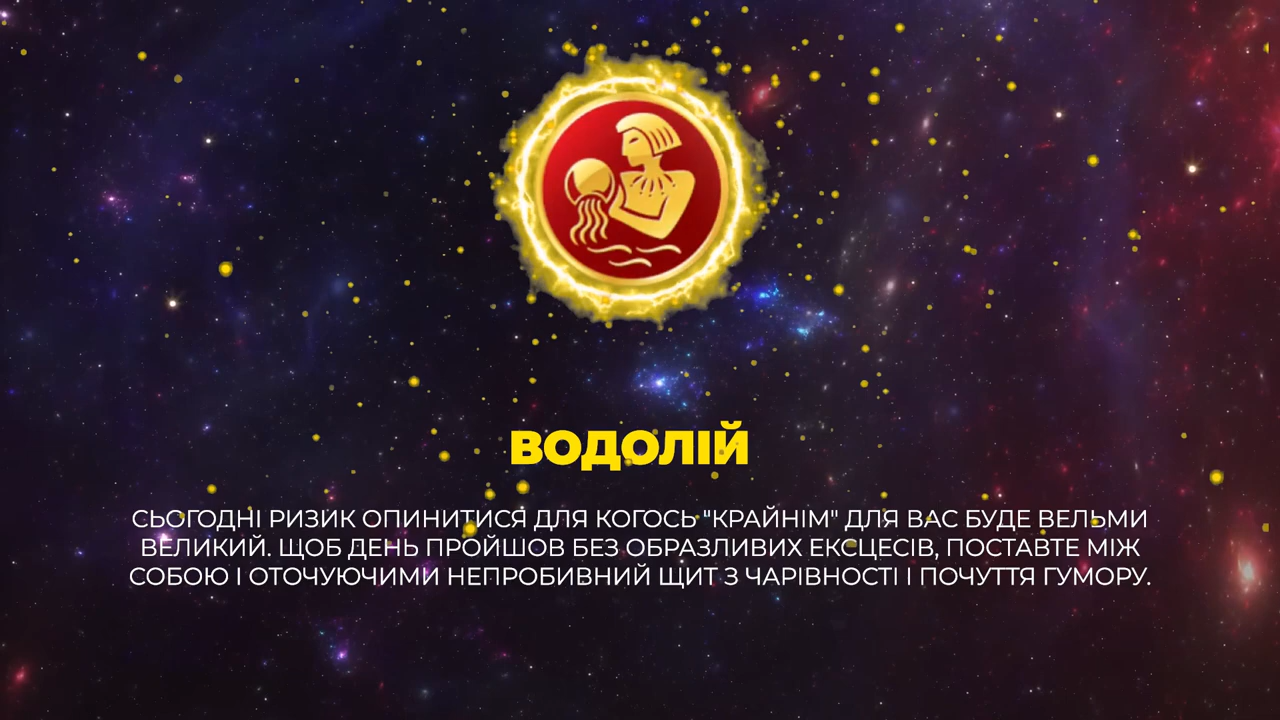 ВОДОЛІЙ
СЬОГОДНІ РИЗИК ОПИНИТИСЯ ДЛЯ КОГОСЬ "КРАЙНІМ" ДЛЯ ВАС БУДЕ ВЕЛЬМИ
ВЕЛИКИЙ. ЩОБ ДЕНЬ ПРОЙШОВ БЕЗ ОБРАЗЛИВИХ ЕКСЦЕСІВ, ПОСТАВТЕ МІЖ
СОБОЮ І ОТОЧУЮЧИМИ НЕПРОБИВНИЙ ЩИТ З ЧАРІВНОСТІ І ПОЧУТТЯ ГУМОРУ.